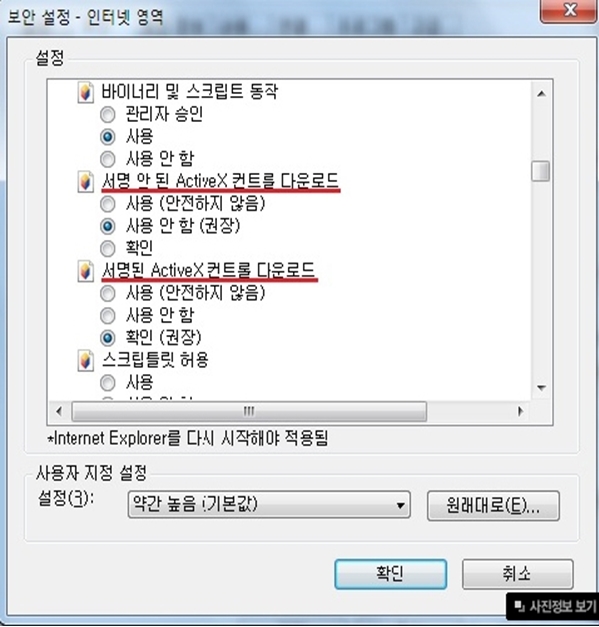 보안 설정 - 인터넷 영역
설정
바이너리 및 스크립트 동작
관리자 승인
사용
사용 안 함
서명 안 된 ActiveX 컨트롤 다운로드
사용 (안전하지 않음)
사용 안 함 (권장)
확인
서명된 ActiveX 컨트롤 다운로드
사용 (안전하지 않음)
사용 안 함
확인 (권장)
스크립틀릿 허용
사용
*Internet Explorer를 다시 시작해야 적용됨
사용자 지정 설정
설정(R): 약간 높음 (기본값) 원래대로(E)...
확인 취소
사진정보 보기